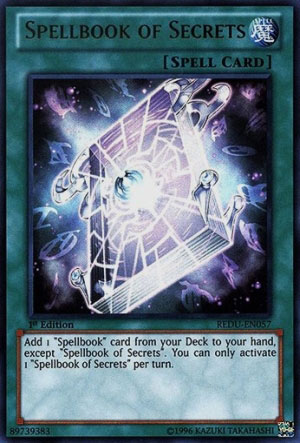 SPELLBOOK OF SECRETS 魔
[SPELL CARD]
1st Edition REDU-EN057
Add 1 "Spellbook" card from your Deck to your hand,
except "Spellbook of Secrets". You can only activate
1 "Spellbook of Secrets" per turn.
89739383 ©1996 KAZUKI TAKAHASHI